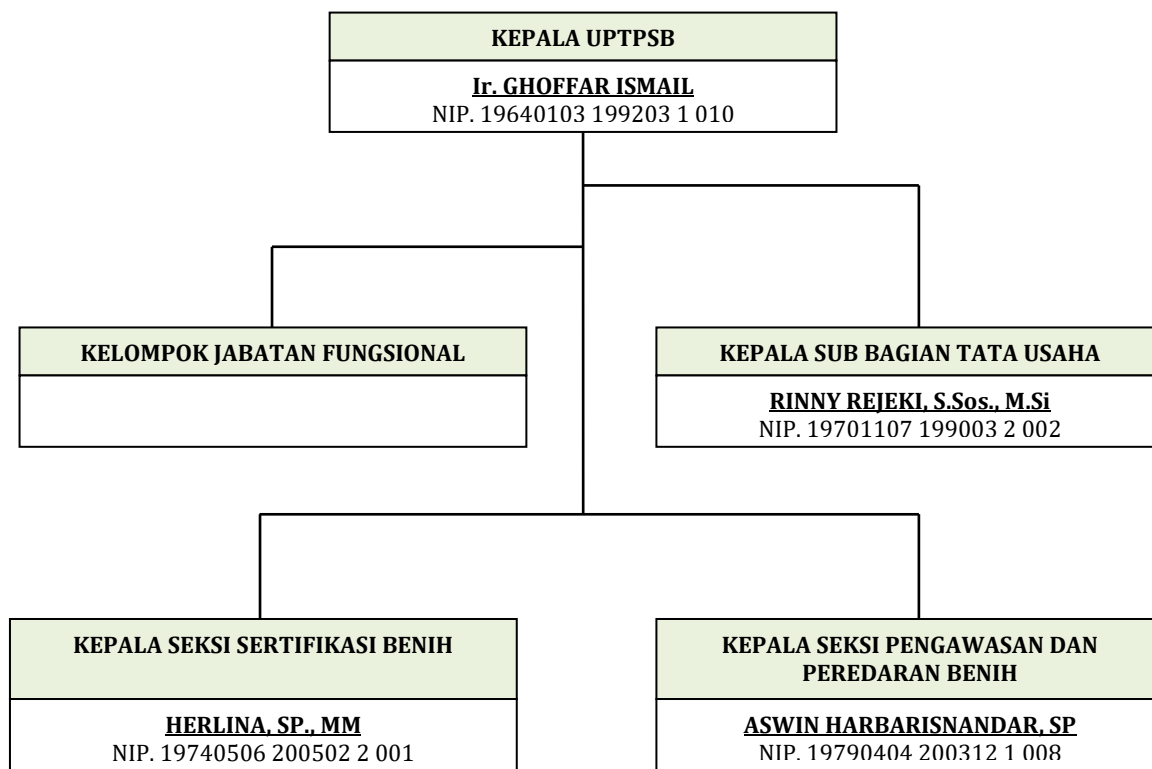 KEPALA UPTPSB
Ir. GHOFFAR ISMAIL
NIP. 19640103 199203 1 010
KELOMPOK JABATAN FUNGSIONAL
KEPALA SUB BAGIAN TATA USAHA
RINNY REJEKI, S.Sos., M.Si
NIP. 19701107 199003 2 002
KEPALA SEKSI SERTIFIKASI BENIH
HERLINA, SP., MM
NIP. 19740506 200502 2 001
KEPALA SEKSI PENGAWASAN DAN
PEREDARAN BENIH
ASWIN HARBARISNANDAR, SP
NIP. 19790404 200312 1 008